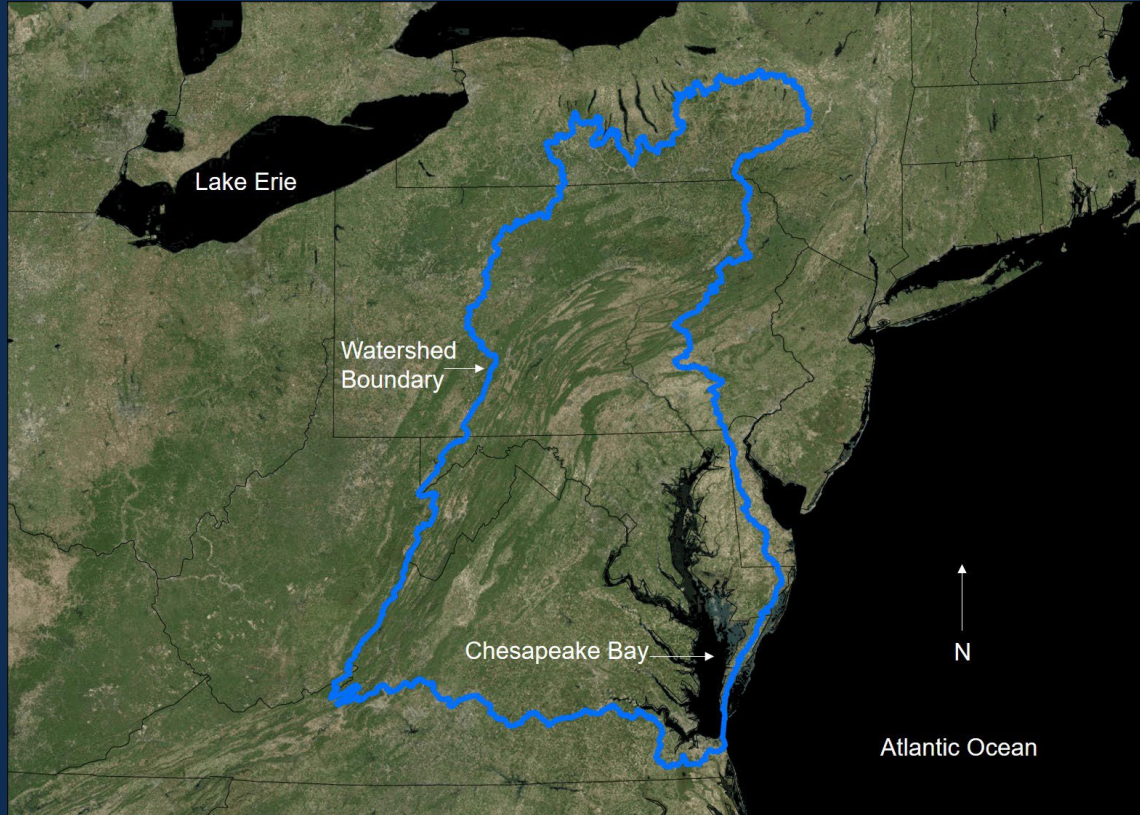 Lake Erie
Watershed
Boundary
Chesapeake Bay
N
Atlantic Ocean